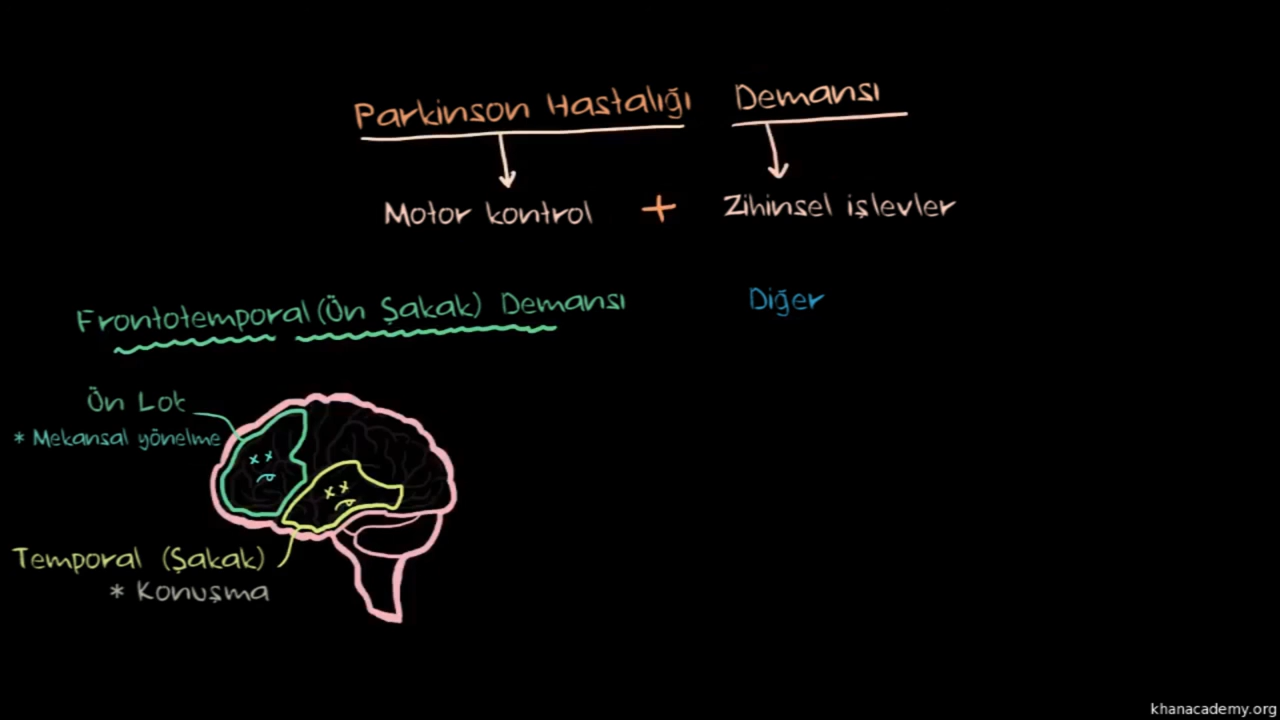 Parkinson Hastalığı Demansı
Motor kontrol + Zihinsel işlevler
Frontotemporal (Ön Şakak) Demansı
Diğer
Ön Lok
* Mekansal yönelme
Temporal (Şakak)
* Konuşma
khanacademy.org